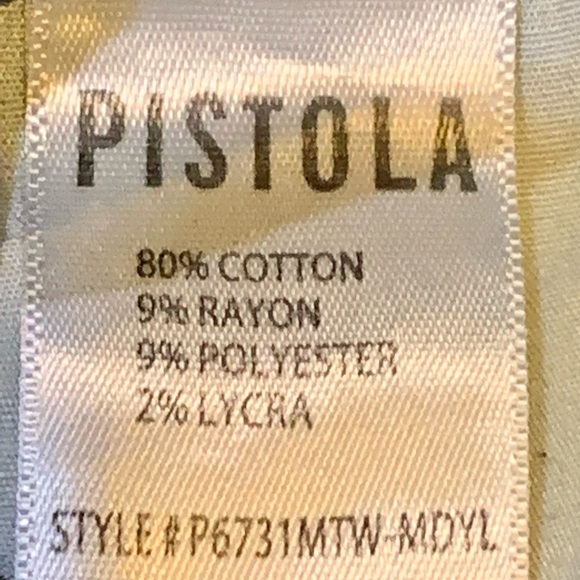 PISTOLA
80% COTTON
9% RAYON
9% POLYESTER
2% LYCRA
STYLE # P6731MTW-MDYL